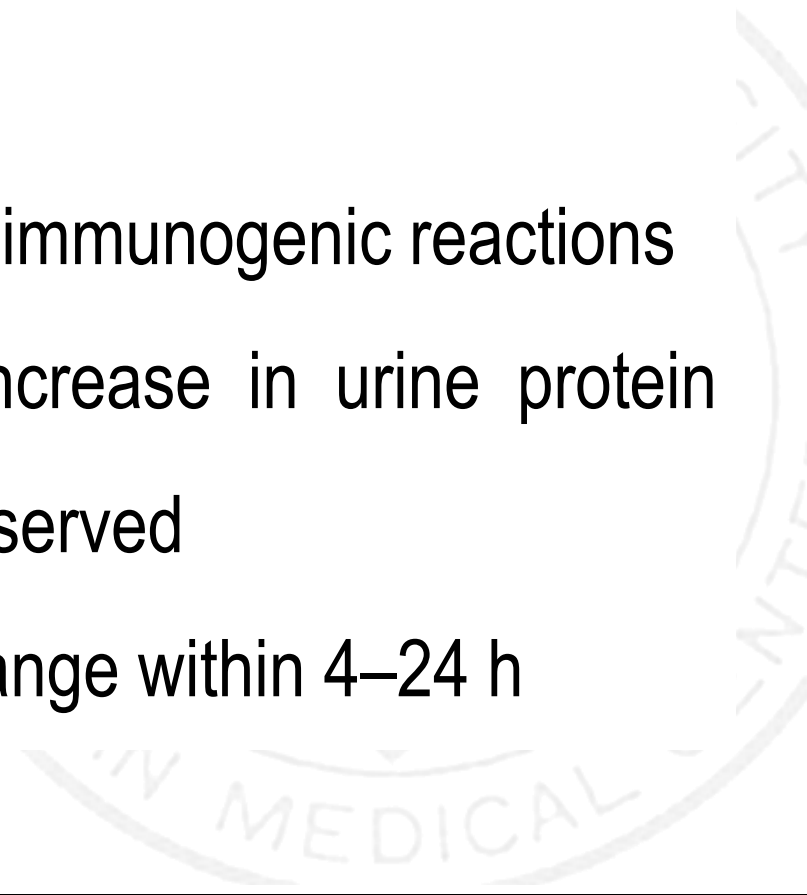 immunogenic reactions
ncrease in urine protein
served
ange within 4–24 h
MEDICAL